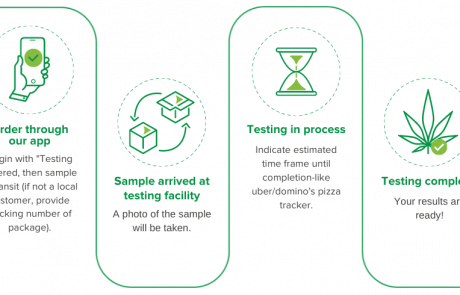 rder through
our app
gin with "Testing
ered, then sample
ransit (if not a local
stomer, provide
cking number of
package).
Sample arrived at
testing facility
A photo of the sample
will be taken.
Testing in process
Indicate estimated
time frame until
completion-like
uber/domino's pizza
tracker.
Testing comple
Your results ar
ready!